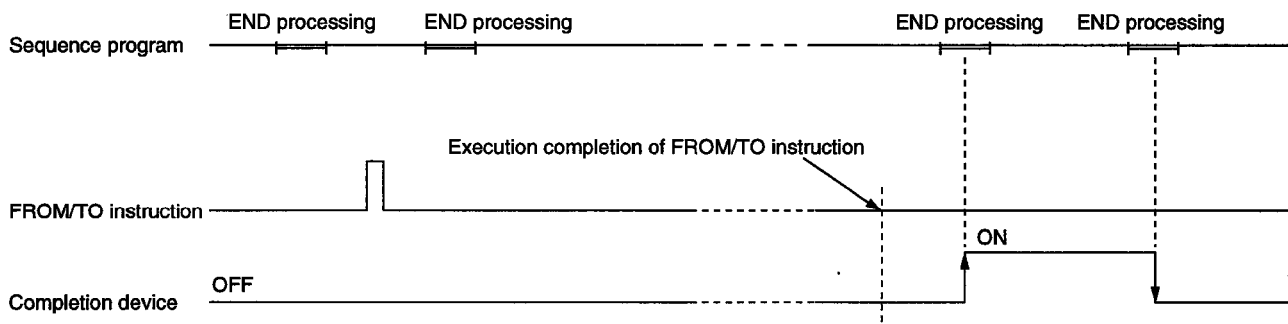 END processing
END processing
END processing
END processing
Sequence program
Execution completion of FROM/TO instruction
FROM/TO instruction
ON
OFF
Completion device